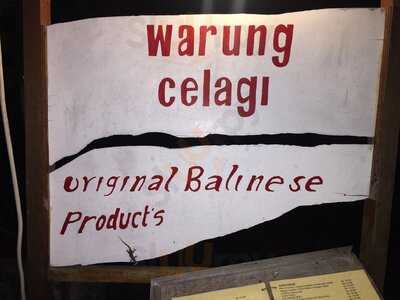 warung
celagi
original Balinese
Product's